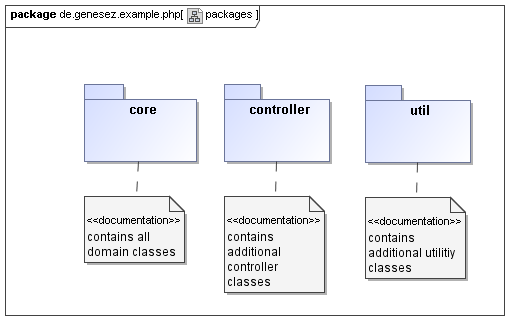 package de.genesez.example.php[ packages ]
core
controller
util
<<documentation>>
contains all
domain classes
<<documentation>>
contains
additional
controller
classes
<<documentation>>
contains
additional utilitiy
classes